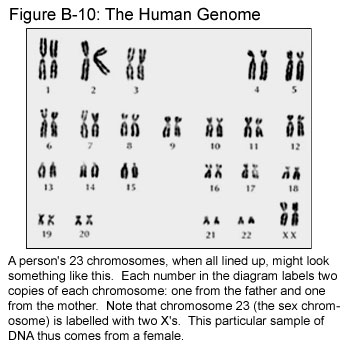 Figure B-10: The Human Genome
1 2 3 4 5
6 7 8 9 10 11 12
13 14 15 16 17 18
19 20 21 22 XX
A person's 23 chromosomes, when all lined up, might look
something like this. Each number in the diagram labels two
copies of each chromosome: one from the father and one
from the mother. Note that chromosome 23 (the sex chrom-
osome) is labelled with two X's. This particular sample of
DNA thus comes from a female.